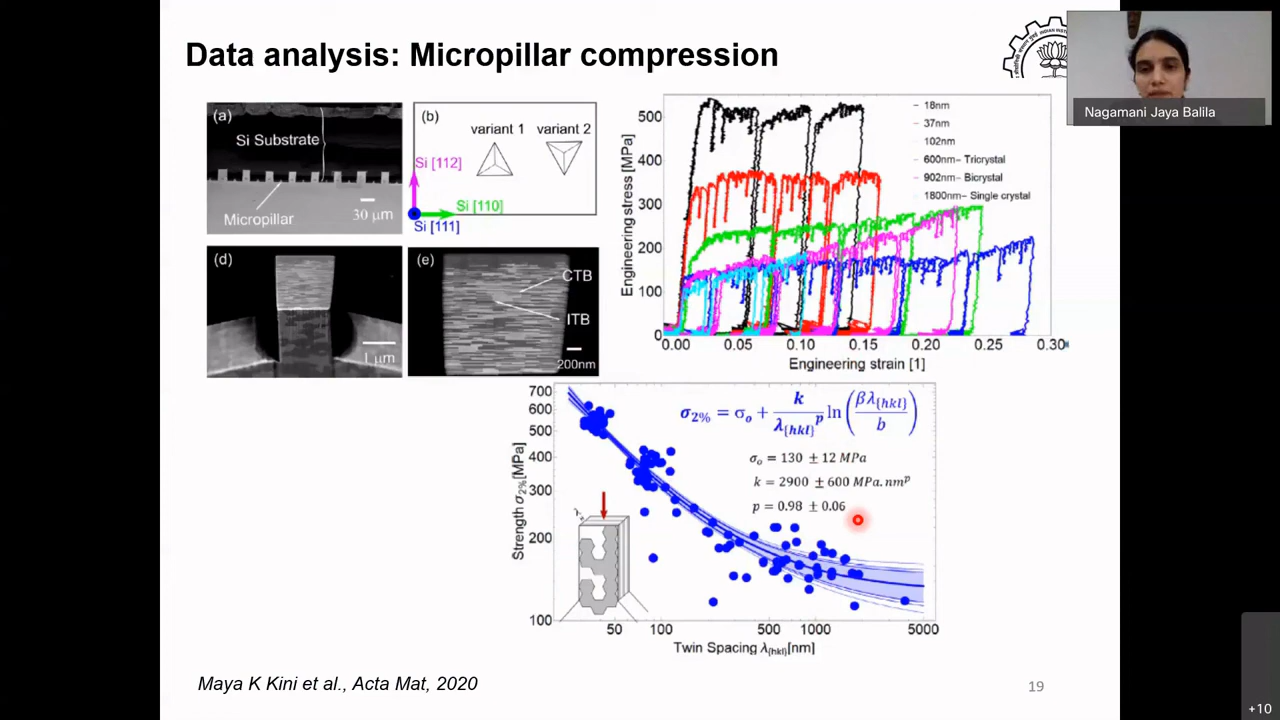 Data analysis: Micropillar compression
Nagamani Jaya Balila
(a)
Si Substrate
Micropillar
30 μm
(b)
variant 1 variant 2
Si [112]
Si [110]
Si [111]
(d)
1 μm
(e)
CTB
ITB
200nm
Engineering stress [MPa]
500
400
300
200
100
0
18nm
37nm
102nm
600nm– Tricrystal
902nm– Bicrystal
1800nm– Single crystal
0.00 0.05 0.10 0.15 0.20 0.25 0.30
Engineering strain [1]
Strength σ2%[MPa]
700
600
500
400
300
200
100
σ2% = σo + k/λ{hkl}^p ln(βλ{hkl}/b)
σo = 130 ± 12 MPa
k = 2900 ± 600 MPa.nm^p
p = 0.98 ± 0.06
50 100 500 1000 5000
Twin Spacing λ{hkl}[nm]
Maya K Kini et al., Acta Mat, 2020
19
+10